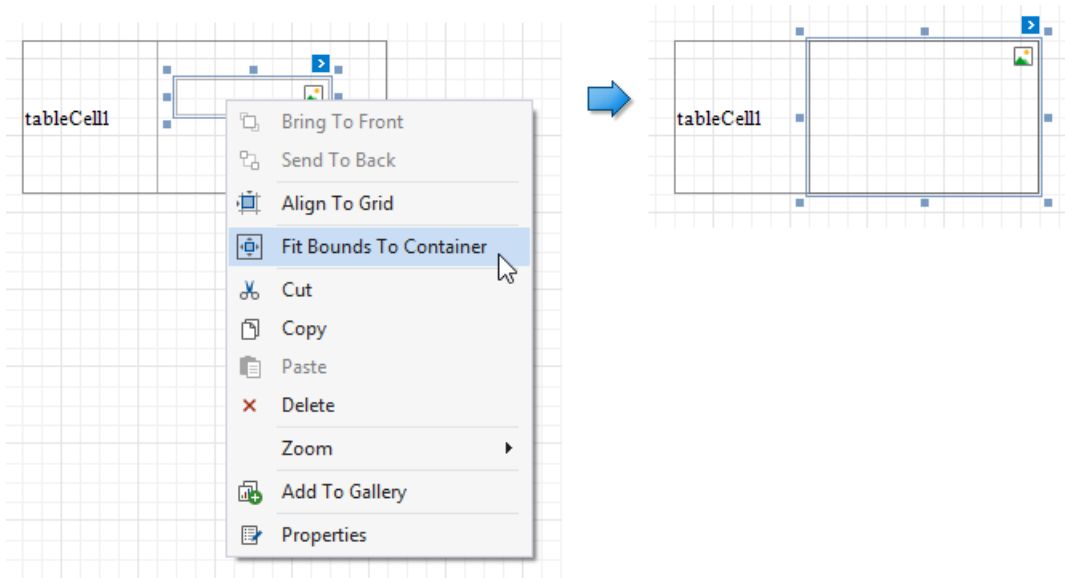 tableCell1
Bring To Front
Send To Back
Align To Grid
Fit Bounds To Container
Cut
Copy
Paste
Delete
Zoom
Add To Gallery
Properties
tableCell1